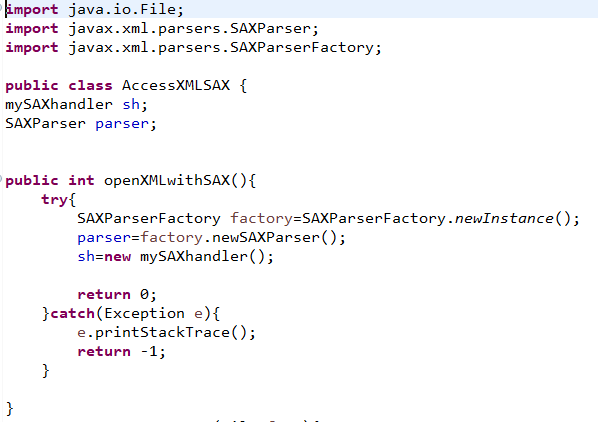 import java.io.File;
import javax.xml.parsers.SAXParser;
import javax.xml.parsers.SAXParserFactory;

public class AccessXMLSAX {
mySAXhandler sh;
SAXParser parser;


public int openXMLwithSAX(){
    try{
        SAXParserFactory factory=SAXParserFactory.newInstance();
        parser=factory.newSAXParser();
        sh=new mySAXhandler();

        return 0;
    }catch(Exception e){
        e.printStackTrace();
        return -1;
    }

}